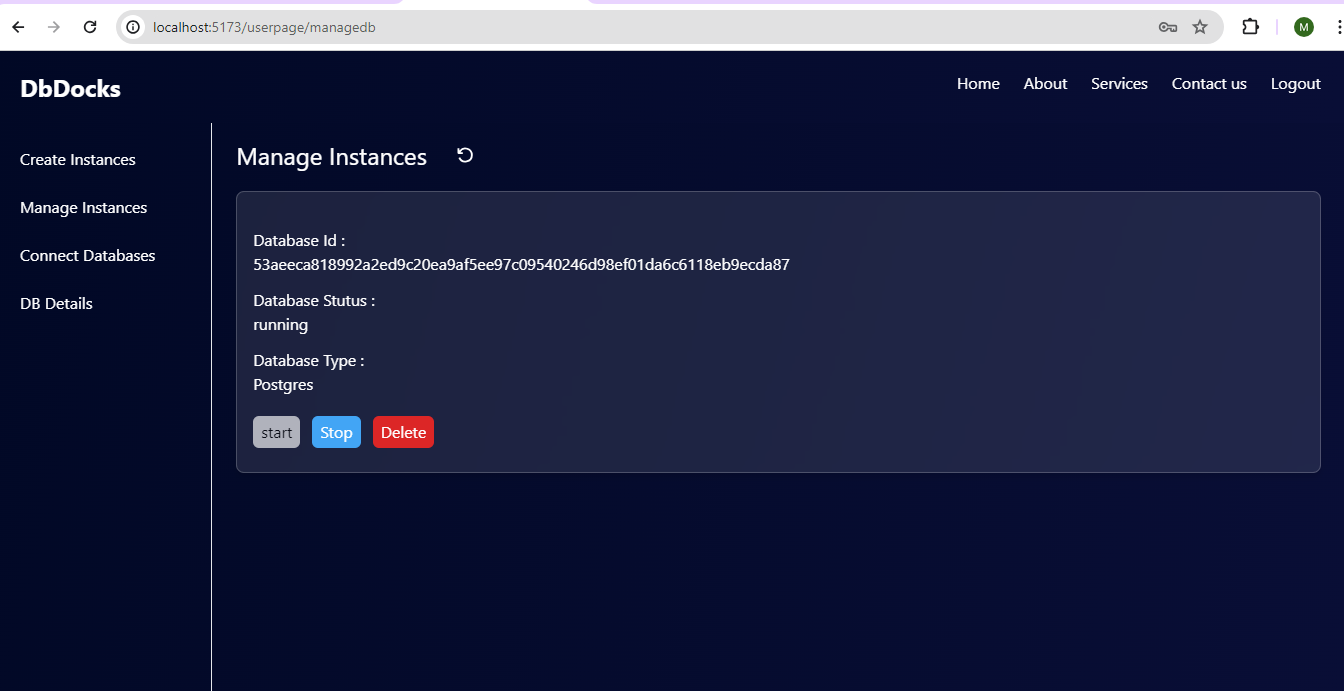 localhost:5173/userpage/managedb
M
DbDocks
Home About Services Contact us Logout
Create Instances
Manage Instances
Connect Databases
DB Details
Manage Instances
Database Id :
53aeeca818992a2ed9c20ea9af5ee97c09540246d98ef01da6c6118eb9ecda87
Database Stutus :
running
Database Type :
Postgres
start Stop Delete